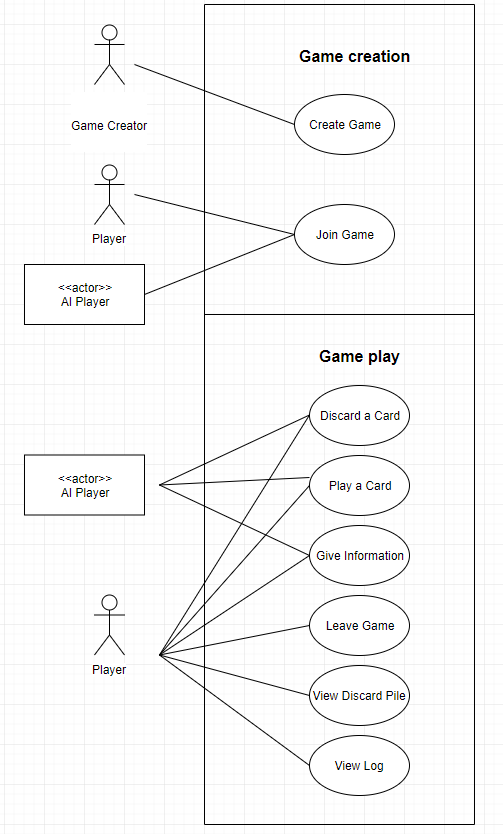 Game creation
Game Creator
Create Game
Player
Join Game
<<actor>>
AI Player
Game play
Discard a Card
<<actor>>
AI Player
Play a Card
Give Information
Leave Game
Player
View Discard Pile
View Log